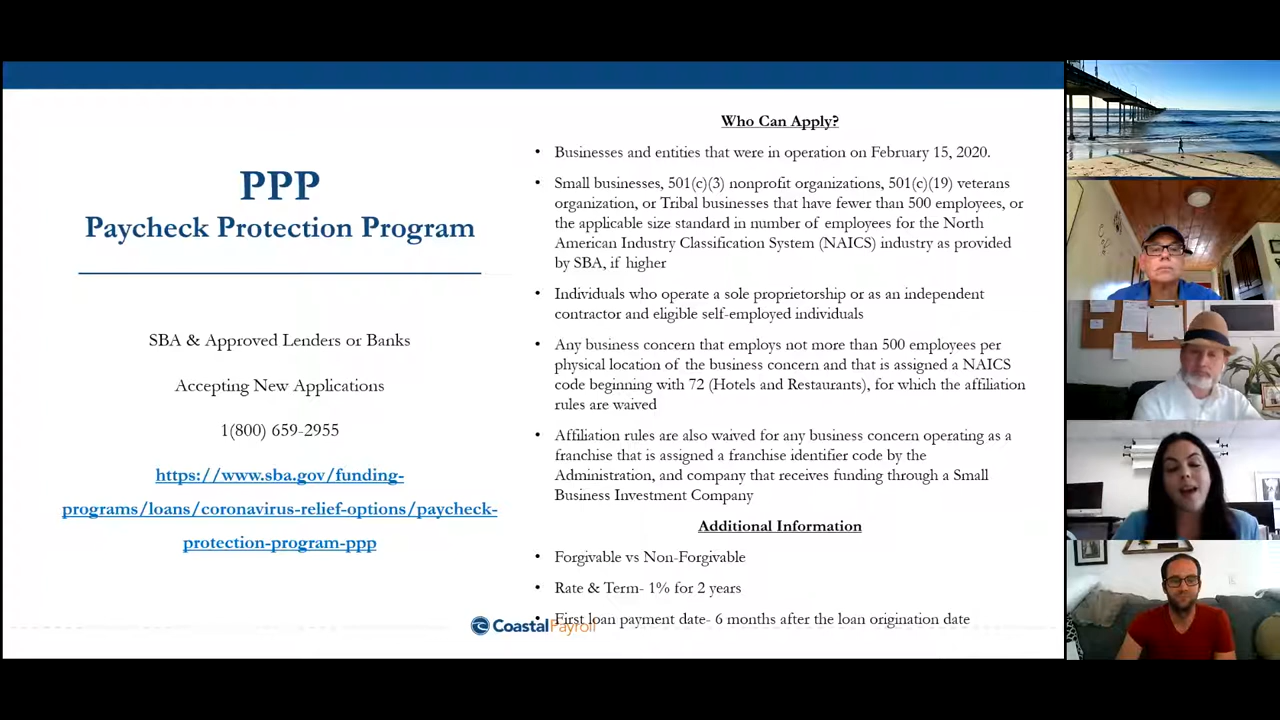 PPP
Paycheck Protection Program
SBA & Approved Lenders or Banks
Accepting New Applications
1(800) 659-2955
https://www.sba.gov/funding-
programs/loans/coronavirus-relief-options/paycheck-
protection-program-ppp
Who Can Apply?
• Businesses and entities that were in operation on February 15, 2020.
• Small businesses, 501(c)(3) nonprofit organizations, 501(c)(19) veterans
organization, or Tribal businesses that have fewer than 500 employees, or
the applicable size standard in number of employees for the North
American Industry Classification System (NAICS) industry as provided
by SBA, if higher
• Individuals who operate a sole proprietorship or as an independent
contractor and eligible self-employed individuals
• Any business concern that employs not more than 500 employees per
physical location of the business concern and that is assigned a NAICS
code beginning with 72 (Hotels and Restaurants), for which the affiliation
rules are waived
• Affiliation rules are also waived for any business concern operating as a
franchise that is assigned a franchise identifier code by the
Administration, and company that receives funding through a Small
Business Investment Company
Additional Information
• Forgivable vs Non-Forgivable
• Rate & Term- 1% for 2 years
• First loan payment date- 6 months after the loan origination date
CoastalPayroll